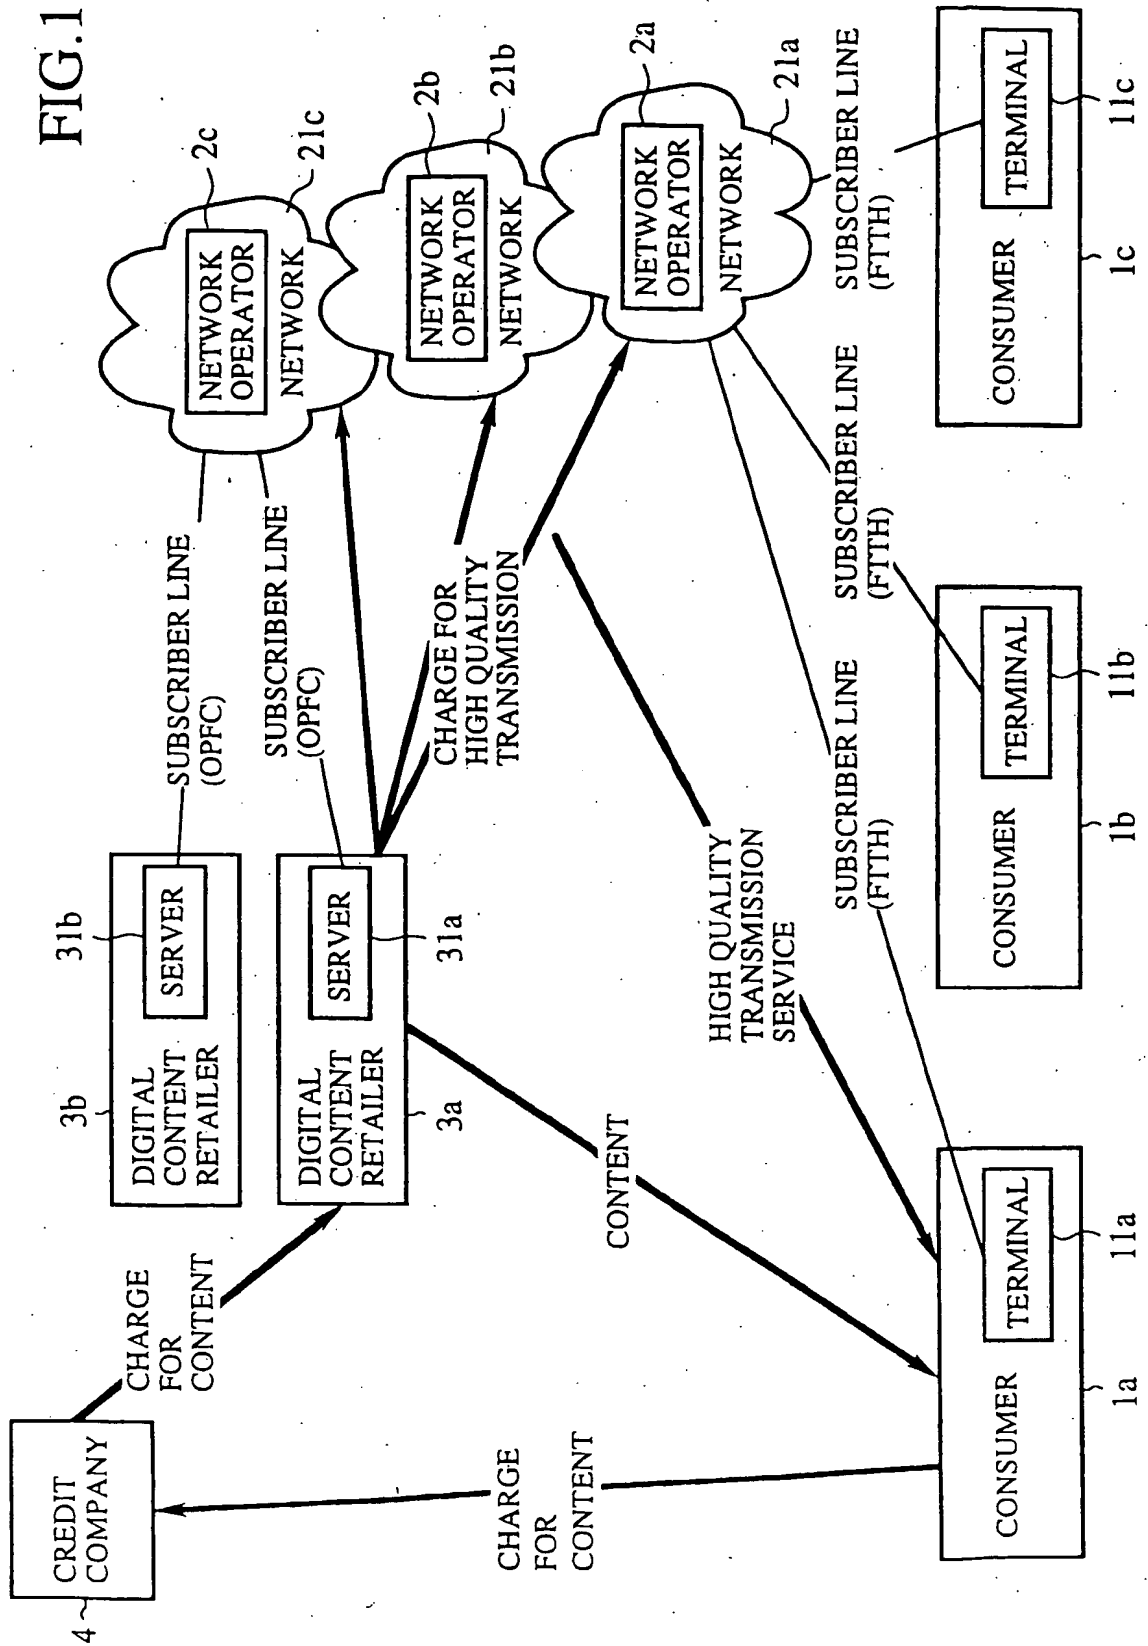 FIG.1
CREDIT
COMPANY
4
CHARGE
FOR
CONTENT
CHARGE
FOR
CONTENT
3b
DIGITAL
CONTENT
RETAILER
SERVER
31b
SUBSCRIBER LINE
(OPFC)
DIGITAL
CONTENT
RETAILER
SERVER
31a
3a
SUBSCRIBER LINE
(OPFC)
NETWORK
OPERATOR
NETWORK
2c
21c
NETWORK
OPERATOR
NETWORK
2b
21b
NETWORK
OPERATOR
NETWORK
2a
21a
CHARGE FOR
HIGH QUALITY
TRANSMISSION
CONTENT
HIGH QUALITY
TRANSMISSION
SERVICE
SUBSCRIBER LINE
(FTTH)
SUBSCRIBER LINE
(FTTH)
SUBSCRIBER LINE
(FTTH)
CONSUMER
TERMINAL
1a
11a
CONSUMER
TERMINAL
1b
11b
CONSUMER
TERMINAL
1c
11c